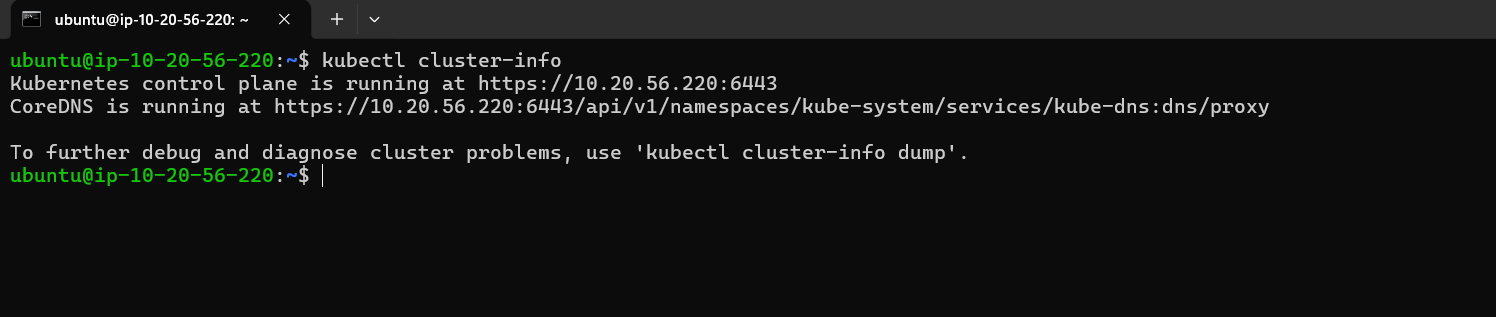 ubuntu@ip-10-20-56-220: ~
ubuntu@ip-10-20-56-220:~$ kubectl cluster-info
Kubernetes control plane is running at https://10.20.56.220:6443
CoreDNS is running at https://10.20.56.220:6443/api/v1/namespaces/kube-system/services/kube-dns:dns/proxy
To further debug and diagnose cluster problems, use 'kubectl cluster-info dump'.
ubuntu@ip-10-20-56-220:~$